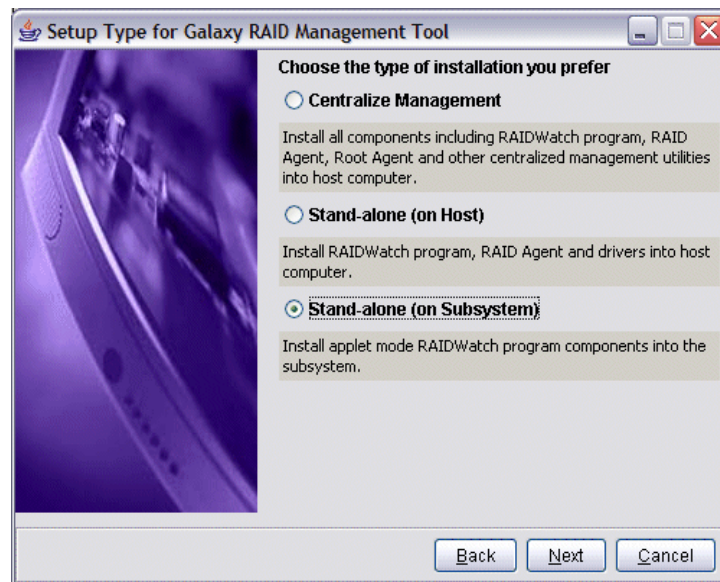 Setup Type for Galaxy RAID Management Tool
Choose the type of installation you prefer
Centralize Management
Install all components including RAIDWatch program, RAID
Agent, Root Agent and other centralized management utilities
into host computer.
Stand-alone (on Host)
Install RAIDWatch program, RAID Agent and drivers into host
computer.
Stand-alone (on Subsystem)
Install applet mode RAIDWatch program components into the
subsystem.
Back Next Cancel